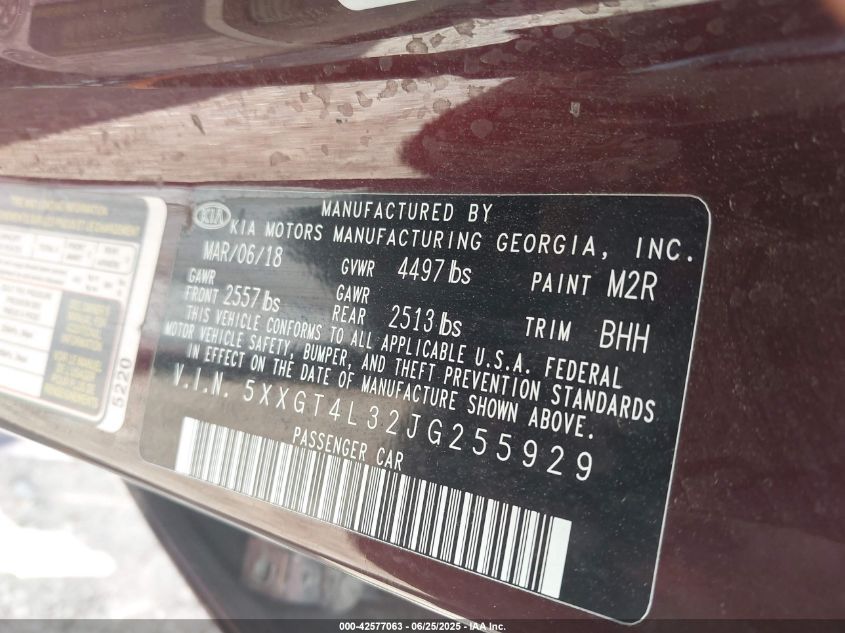 MANUFACTURED BY
KIA KIA MOTORS MANUFACTURING GEORGIA, INC.
MAR/06/18 GVWR 4497 lbs PAINT M2R
GAWR FRONT 2557 lbs GAWR REAR 2513 lbs TRIM BHH
THIS VEHICLE CONFORMS TO ALL APPLICABLE U.S.A. FEDERAL
MOTOR VEHICLE SAFETY, BUMPER, AND THEFT PREVENTION STANDARDS
IN EFFECT ON THE DATE OF MANUFACTURE SHOWN ABOVE.
V.I.N. 5XXGT4L32JG255929
PASSENGER CAR
5220
000-42577063 - 06/25/2025 - IAA Inc.